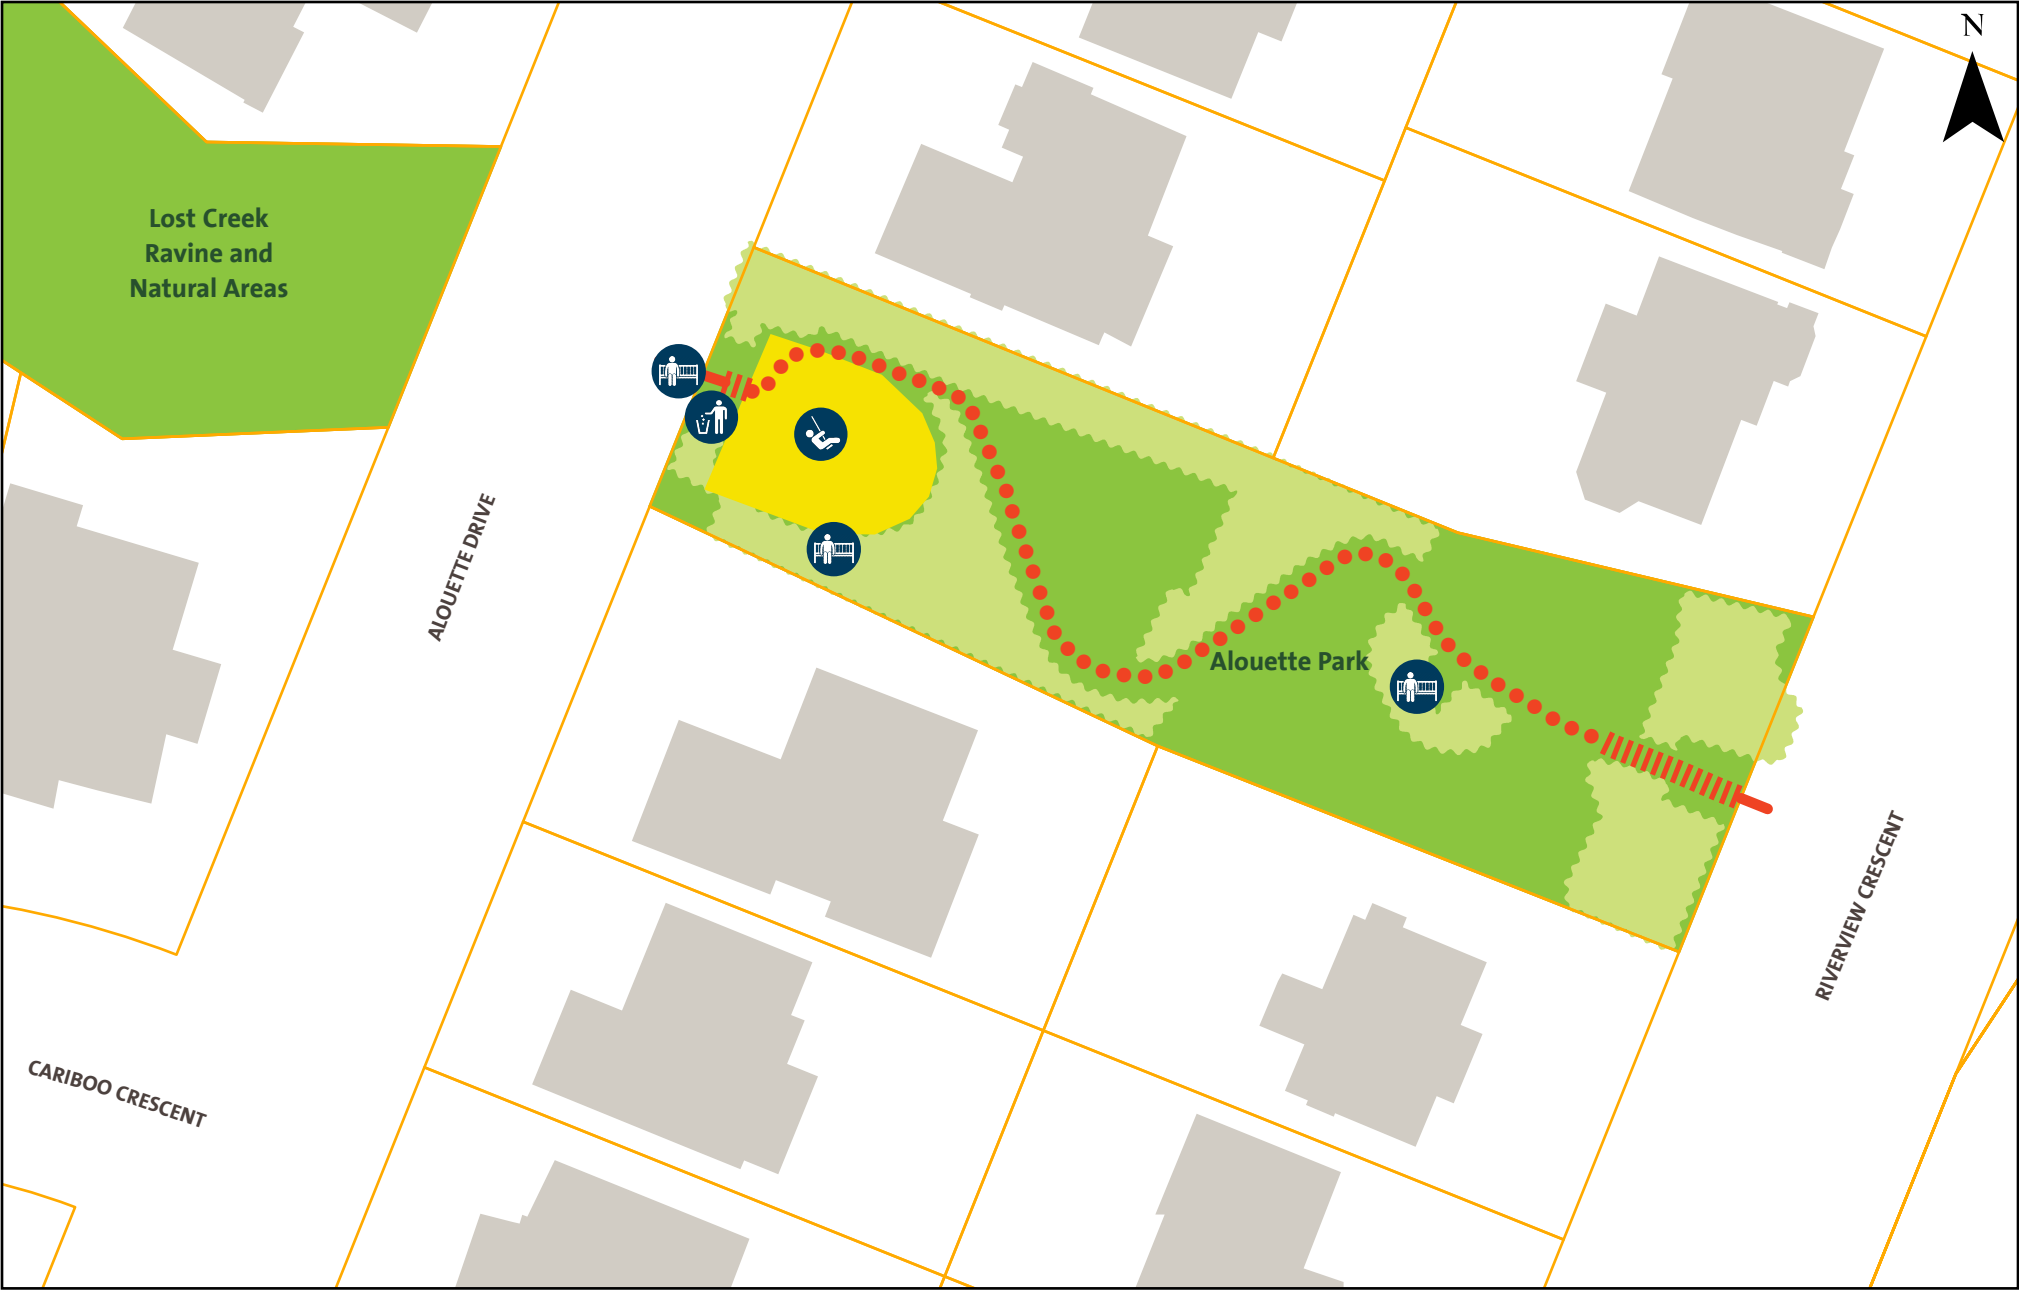 N
Lost Creek
Ravine and
Natural Areas
ALOUETTE DRIVE
Alouette Park
RIVERVIEW CRESCENT
CARIBOO CRESCENT